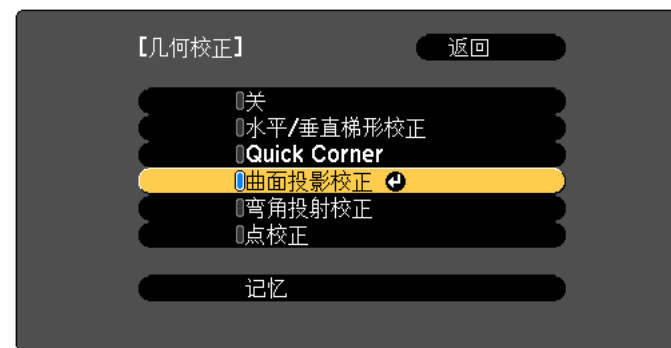 【几何校正】
返回
关
水平/垂直梯形校正
Quick Corner
曲面投影校正
弯角投射校正
点校正
记忆